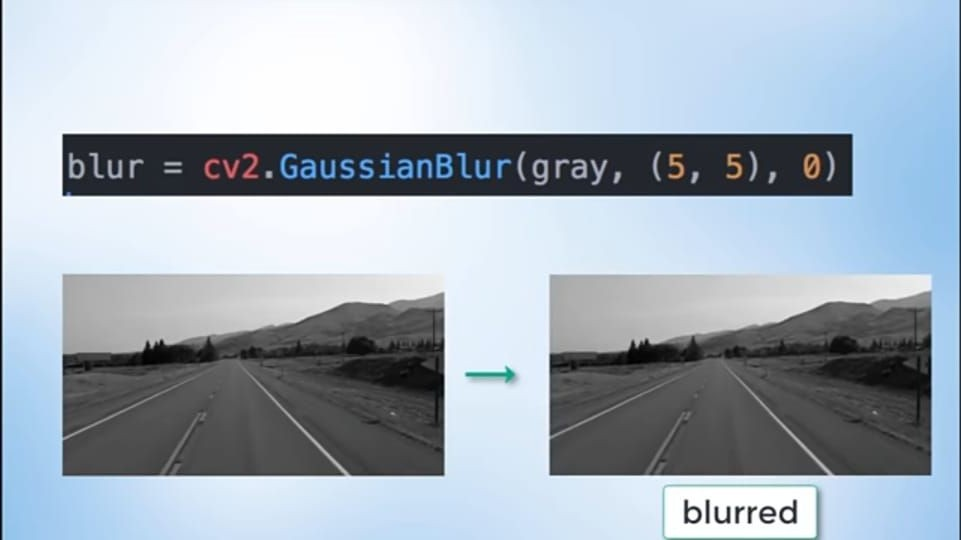 blur = cv2.GaussianBlur(gray, (5, 5), 0)
blurred